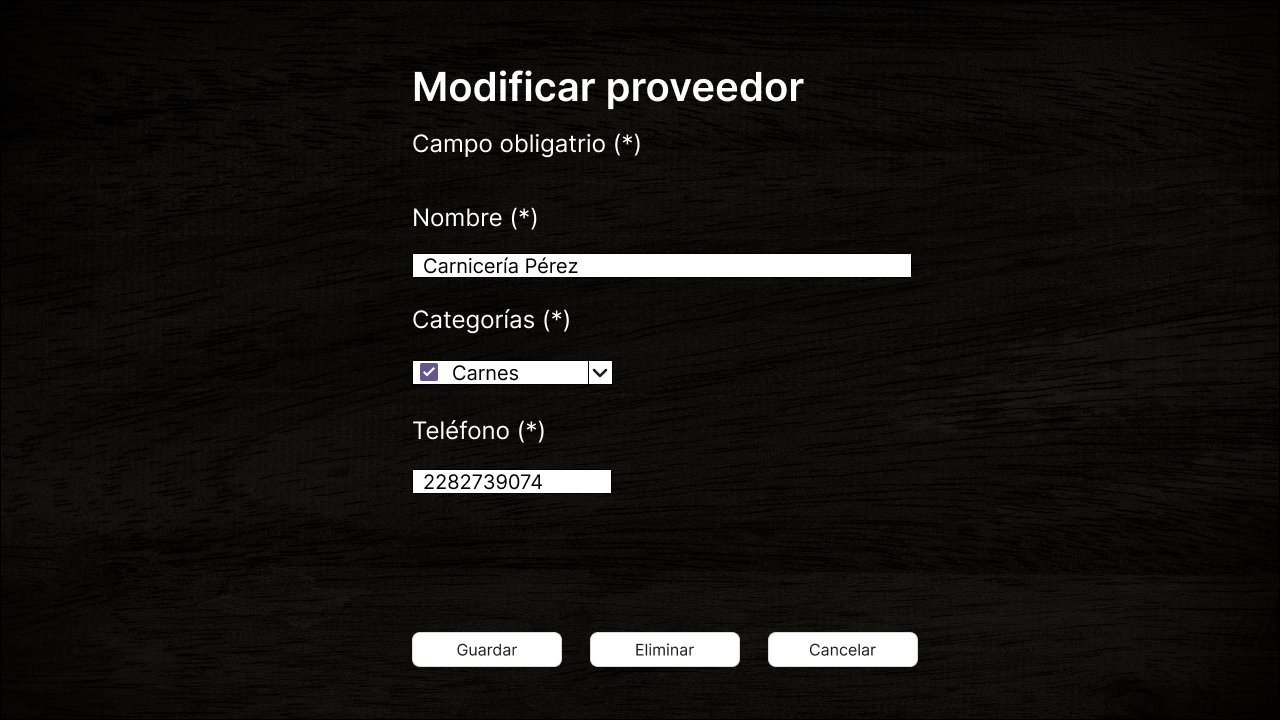 Modificar proveedor
Campo obligatrio (*)
Nombre (*)
Carnicería Pérez
Categorías (*)
Carnes
Teléfono (*)
2282739074
Guardar Eliminar Cancelar